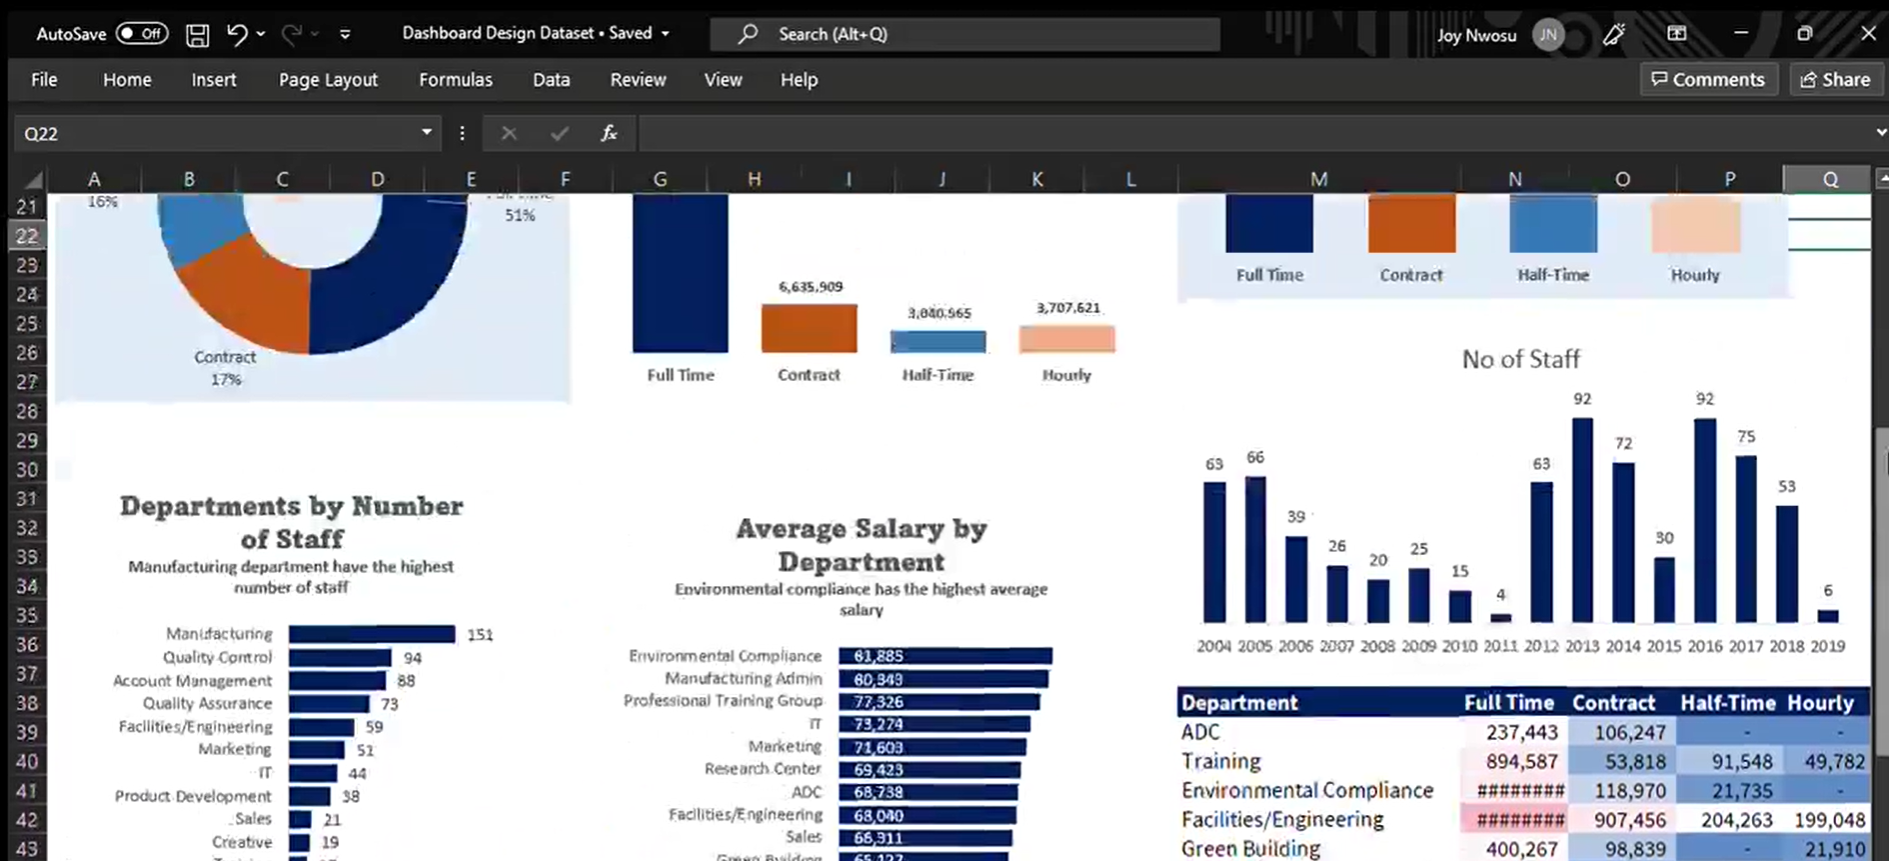 AutoSave Off Dashboard Design Dataset • Saved Search (Alt+Q) Joy Nwosu JN
File Home Insert Page Layout Formulas Data Review View Help Comments Share
Q22 fx
A B C D E F G H I J K L M N O P Q
21
22
23
24
25
26
27
28
29
30
31
32
33
34
35
36
37
38
39
40
41
42
43
16%
51%
Contract
17%
6,635,909
3,707,621
Full Time Contract Half-Time Hourly
Full Time Contract Half-Time Hourly
No of Staff
63 66 39 26 20 25 15 4 63 92 72 30 92 75 53 6
2004 2005 2006 2007 2008 2009 2010 2011 2012 2013 2014 2015 2016 2017 2018 2019
Departments by Number
of Staff
Manufacturing department have the highest
number of staff
Manufacturing 151
Quality Control 94
Account Management 88
Quality Assurance 73
Facilities/Engineering 59
Marketing 51
IT 44
Product Development 38
Sales 21
Creative 19
Average Salary by
Department
Environmental compliance has the highest average
salary
Environmental Compliance
Manufacturing Admin
Professional Training Group 77,326
IT 73,274
Marketing 71,603
Research Center 69,423
ADC 68,738
Facilities/Engineering 68,040
Sales 66,311
Green Building
Department Full Time Contract Half-Time Hourly
ADC 237,443 106,247 - -
Training 894,587 53,818 91,548 49,782
Environmental Compliance ######## 118,970 21,735 -
Facilities/Engineering ######## 907,456 204,263 199,048
Green Building 400,267 98,839 - 21,910